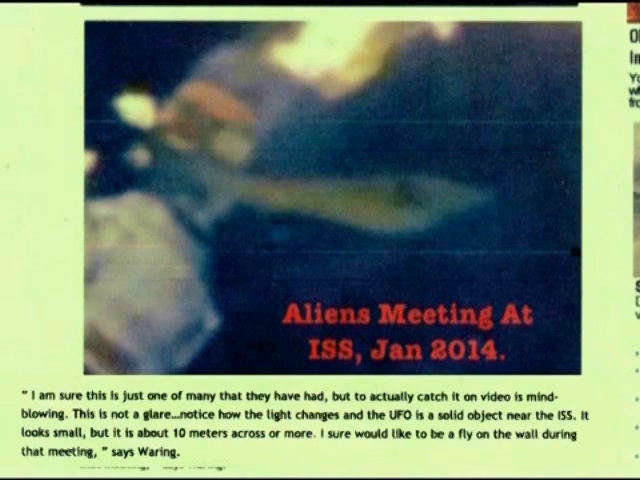 Aliens Meeting At
ISS, Jan 2014.
" I am sure this is just one of many that they have had, but to actually catch it on video is mind-
blowing. This is not a glare...notice how the light changes and the UFO is a solid object near the ISS. It
looks small, but it is about 10 meters across or more. I sure would like to be a fly on the wall during
that meeting, " says Waring.